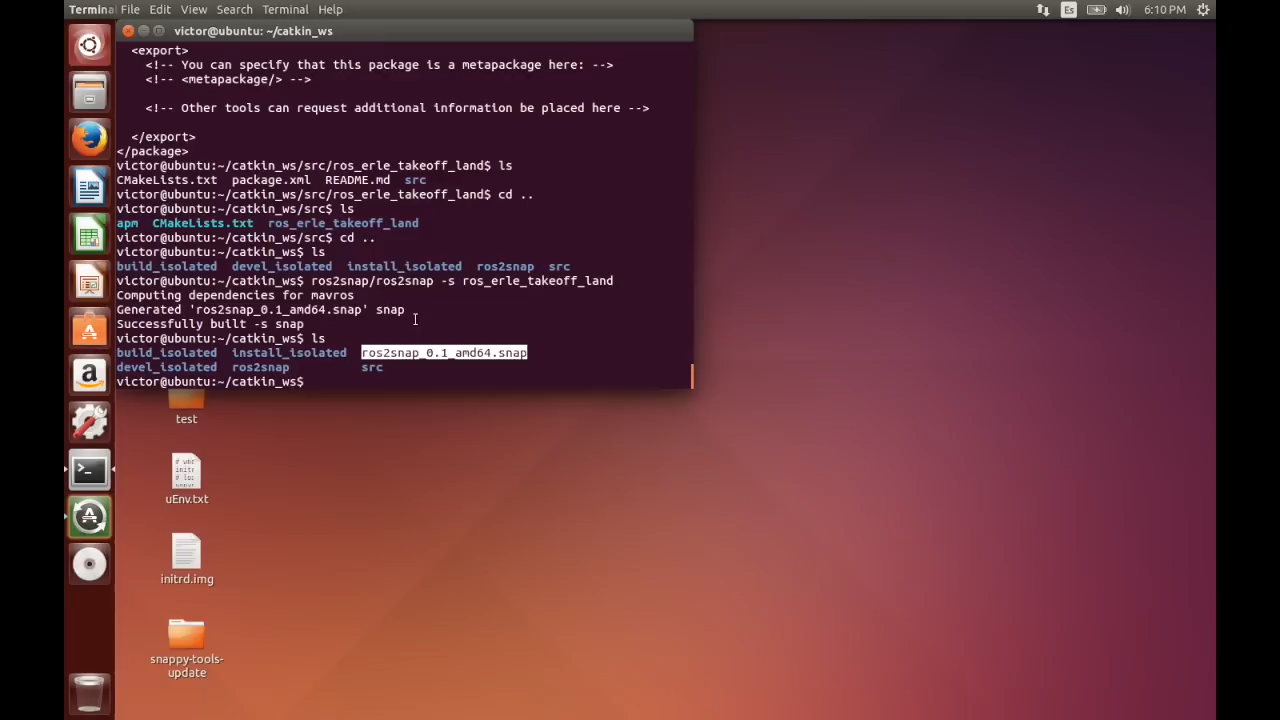 Terminal File Edit View Search Terminal Help
Es 6:10 PM
victor@ubuntu: ~/catkin_ws
<export>
<!-- You can specify that this package is a metapackage here: -->
<!-- <metapackage/> -->
<!-- Other tools can request additional information be placed here -->
</export>
</package>
victor@ubuntu:~/catkin_ws/src/ros_erle_takeoff_land$ ls
CMakeLists.txt package.xml README.md src
victor@ubuntu:~/catkin_ws/src/ros_erle_takeoff_land$ cd ..
victor@ubuntu:~/catkin_ws/src$ ls
apm CMakeLists.txt ros_erle_takeoff_land
victor@ubuntu:~/catkin_ws/src$ cd ..
victor@ubuntu:~/catkin_ws$ ls
build_isolated devel_isolated install_isolated ros2snap src
victor@ubuntu:~/catkin_ws$ ros2snap/ros2snap -s ros_erle_takeoff_land
Computing dependencies for mavros
Generated 'ros2snap_0.1_amd64.snap' snap
Successfully built -s snap
victor@ubuntu:~/catkin_ws$ ls
build_isolated install_isolated ros2snap_0.1_amd64.snap
devel_isolated ros2snap src
victor@ubuntu:~/catkin_ws$
test
uEnv.txt
initrd.img
snappy-tools-
update